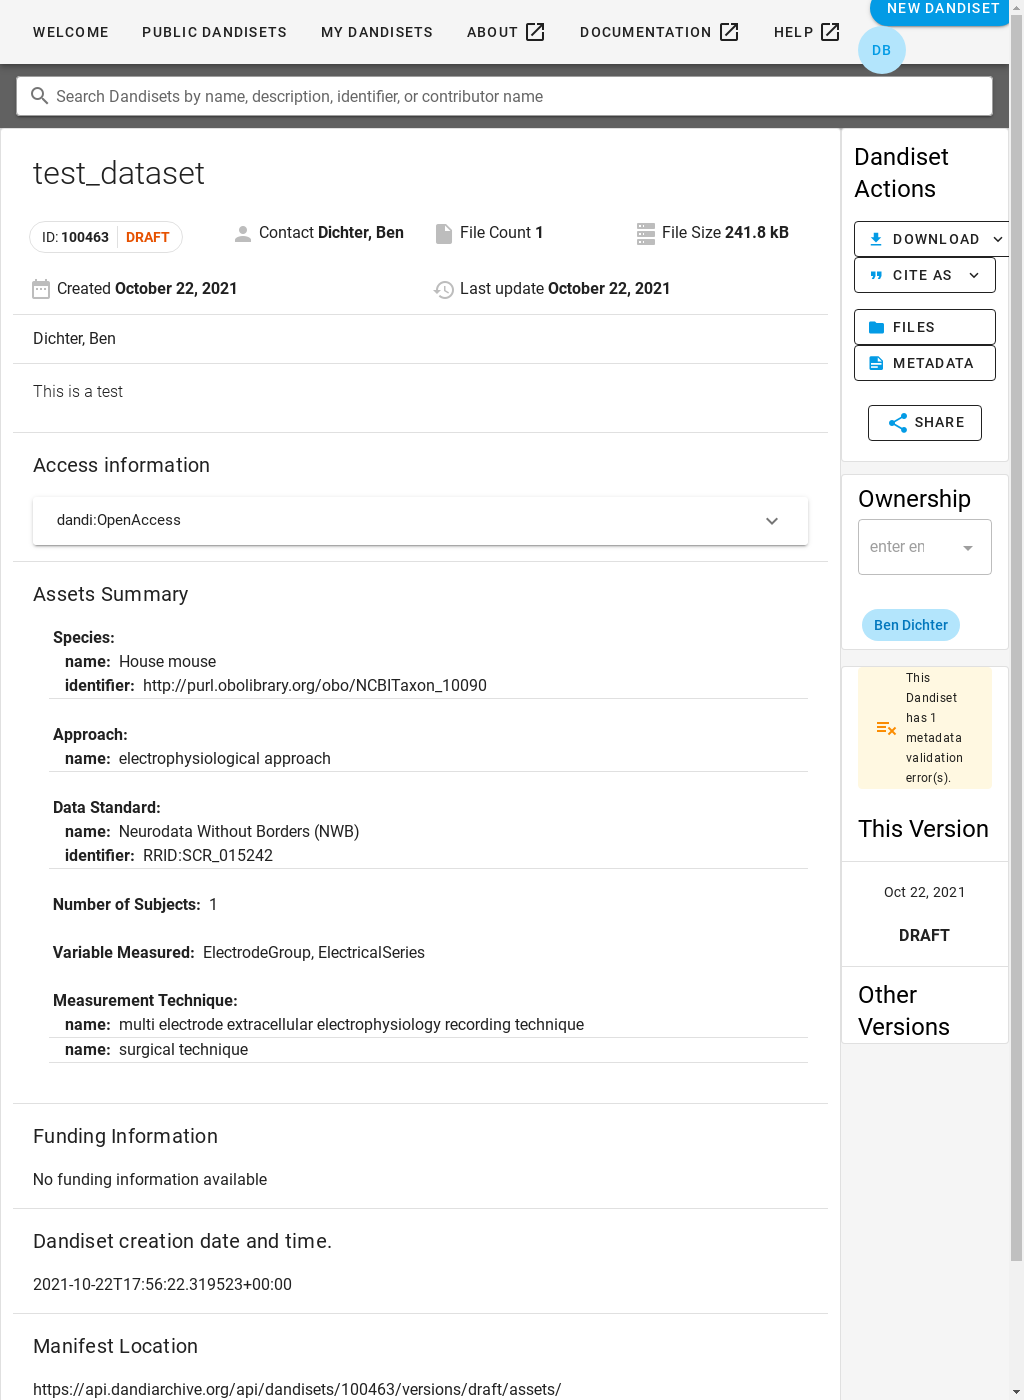 WELCOME PUBLIC DANDISETS MY DANDISETS ABOUT DOCUMENTATION HELP NEW DANDISET
DB
Search Dandisets by name, description, identifier, or contributor name
test_dataset
ID: 100463 DRAFT Contact Dichter, Ben File Count 1 File Size 241.8 kB
Created October 22, 2021 Last update October 22, 2021
Dichter, Ben
This is a test
Access information
dandi:OpenAccess
Assets Summary
Species:
name: House mouse
identifier: http://purl.obolibrary.org/obo/NCBITaxon_10090
Approach:
name: electrophysiological approach
Data Standard:
name: Neurodata Without Borders (NWB)
identifier: RRID:SCR_015242
Number of Subjects: 1
Variable Measured: ElectrodeGroup, ElectricalSeries
Measurement Technique:
name: multi electrode extracellular electrophysiology recording technique
name: surgical technique
Funding Information
No funding information available
Dandiset creation date and time.
2021-10-22T17:56:22.319523+00:00
Manifest Location
https://api.dandiarchive.org/api/dandisets/100463/versions/draft/assets/
Dandiset
Actions
DOWNLOAD
CITE AS
FILES
METADATA
SHARE
Ownership
enter en
Ben Dichter
This
Dandiset
has 1
metadata
validation
error(s).
This Version
Oct 22, 2021
DRAFT
Other
Versions